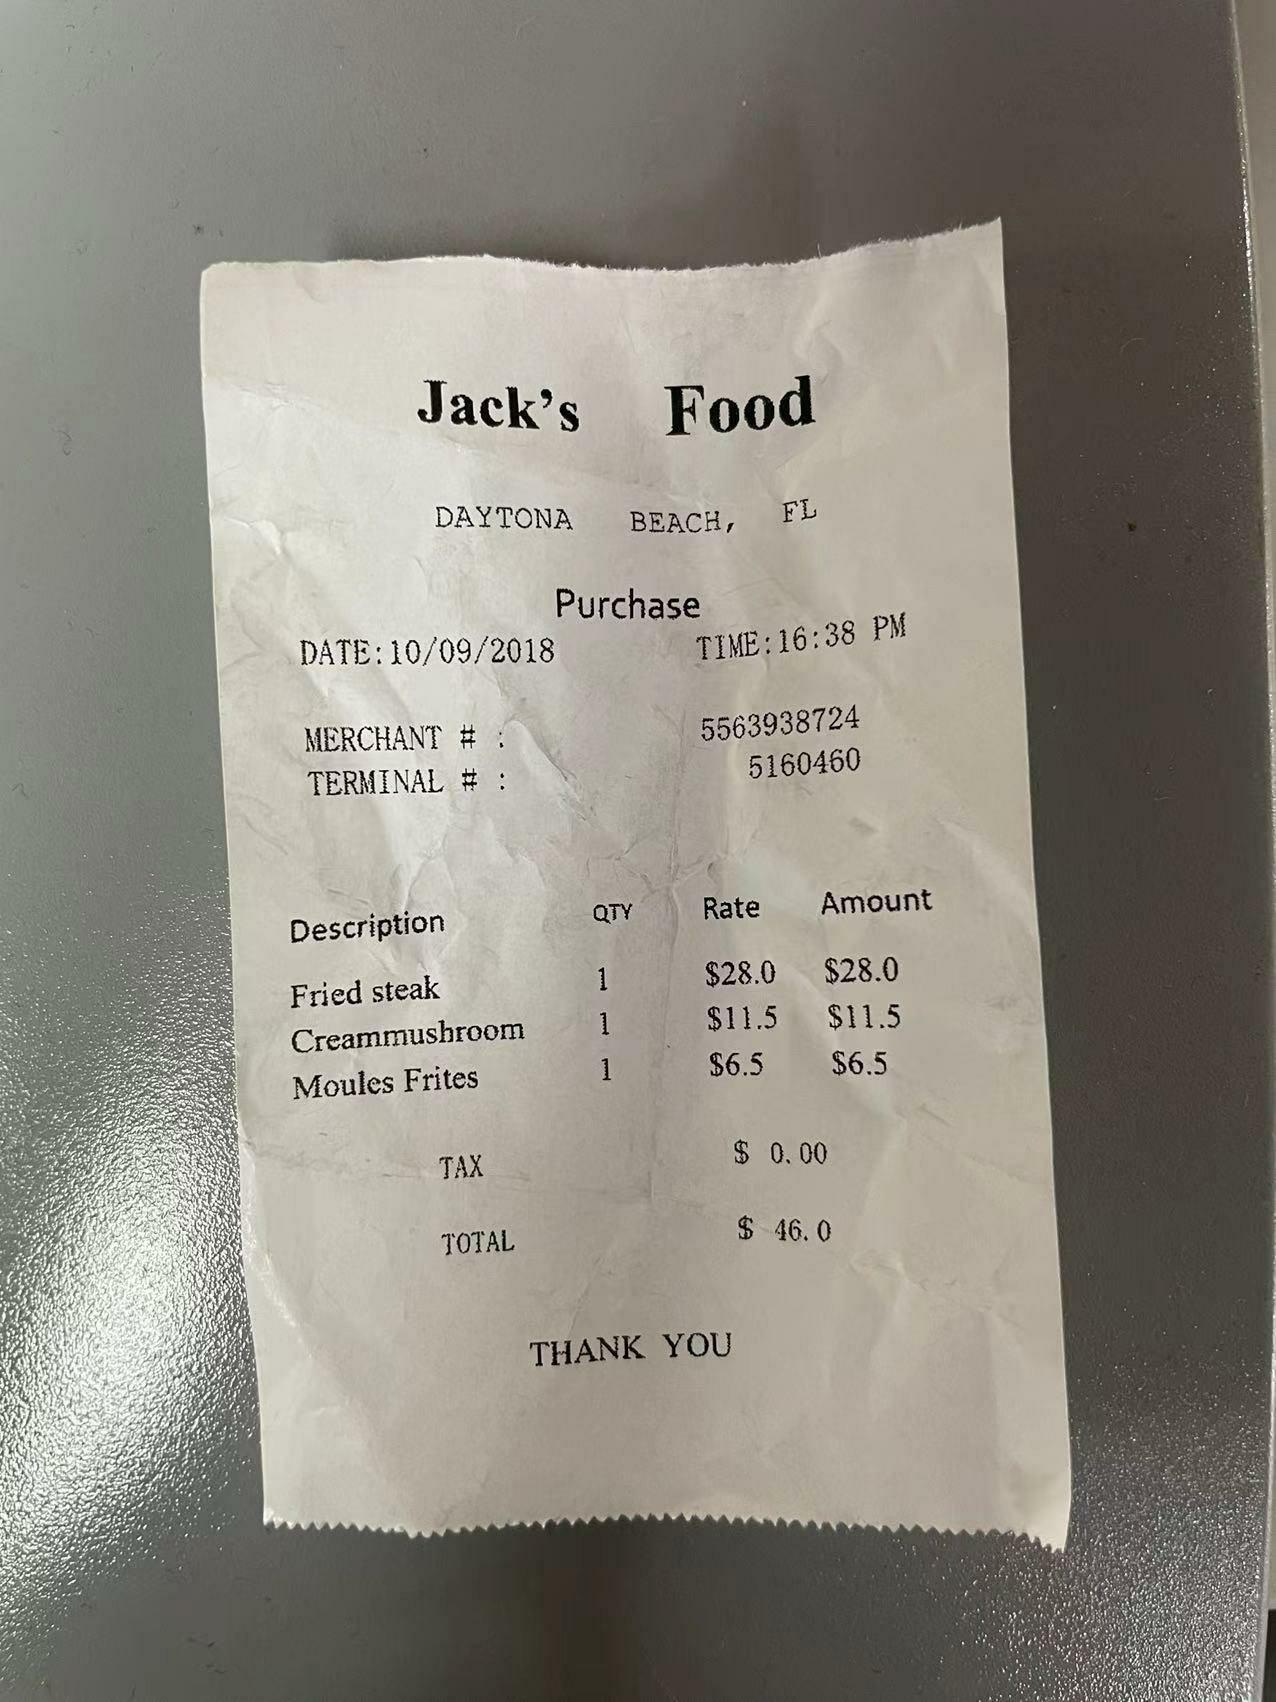 Jack's Food
DAYTONA BEACH, FL
Purchase
DATE:10/09/2018 TIME:16:38 PM
MERCHANT # : 5563938724
TERMINAL # : 5160460
Description QTY Rate Amount
Fried steak 1 $28.0 $28.0
Creammushroom 1 $11.5 $11.5
Moules Frites 1 $6.5 $6.5
TAX $ 0.00
TOTAL $ 46.0
THANK YOU